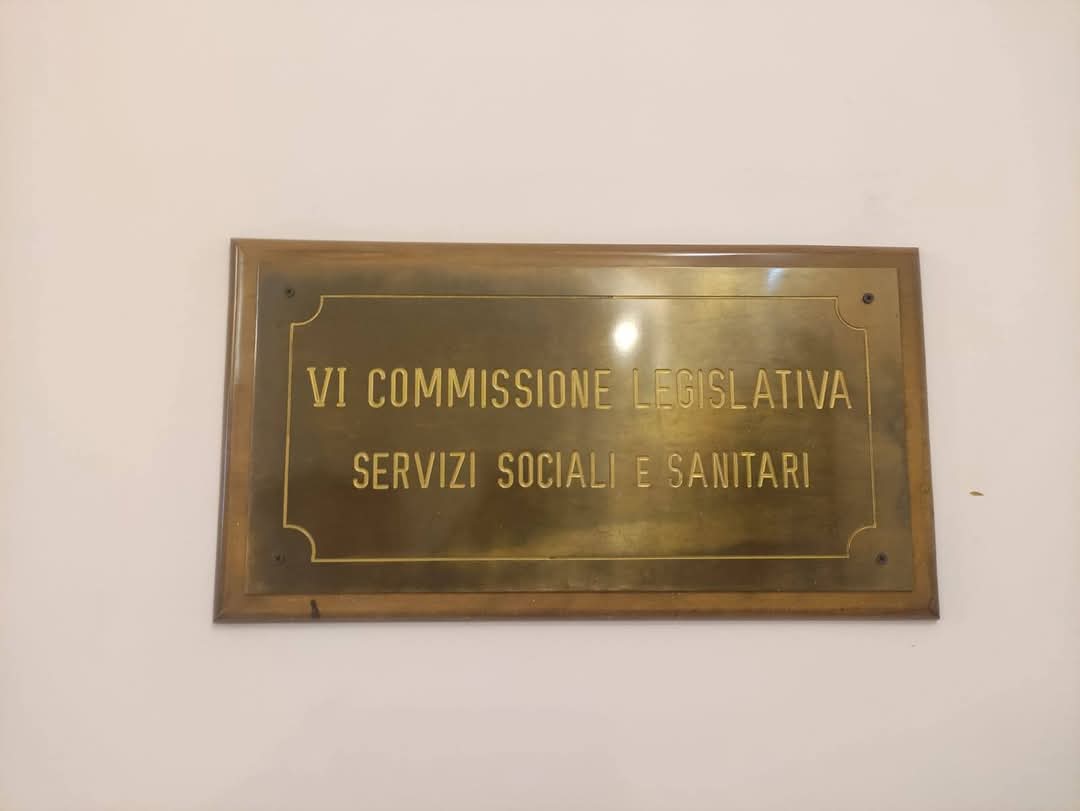 VI COMMISSIONE LEGISLATIVA
SERVIZI SOCIALI E SANITARI